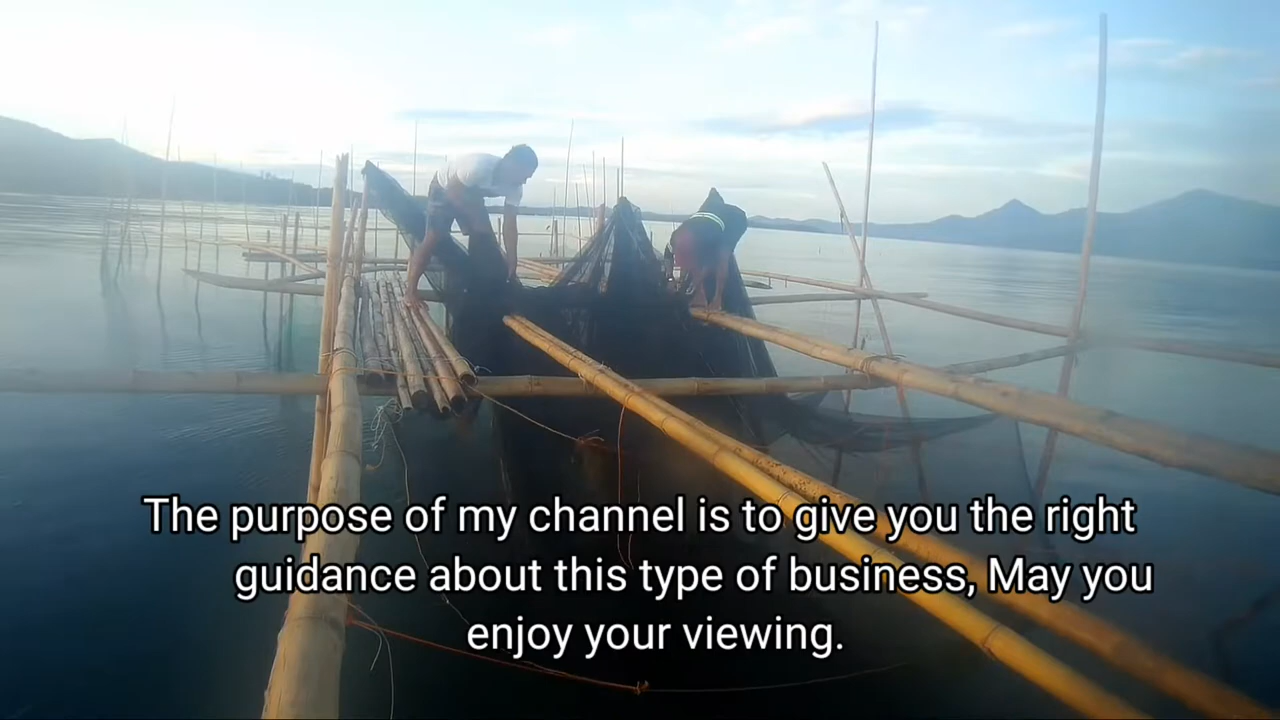 The purpose of my channel is to give you the right
guidance about this type of business, May you
enjoy your viewing.